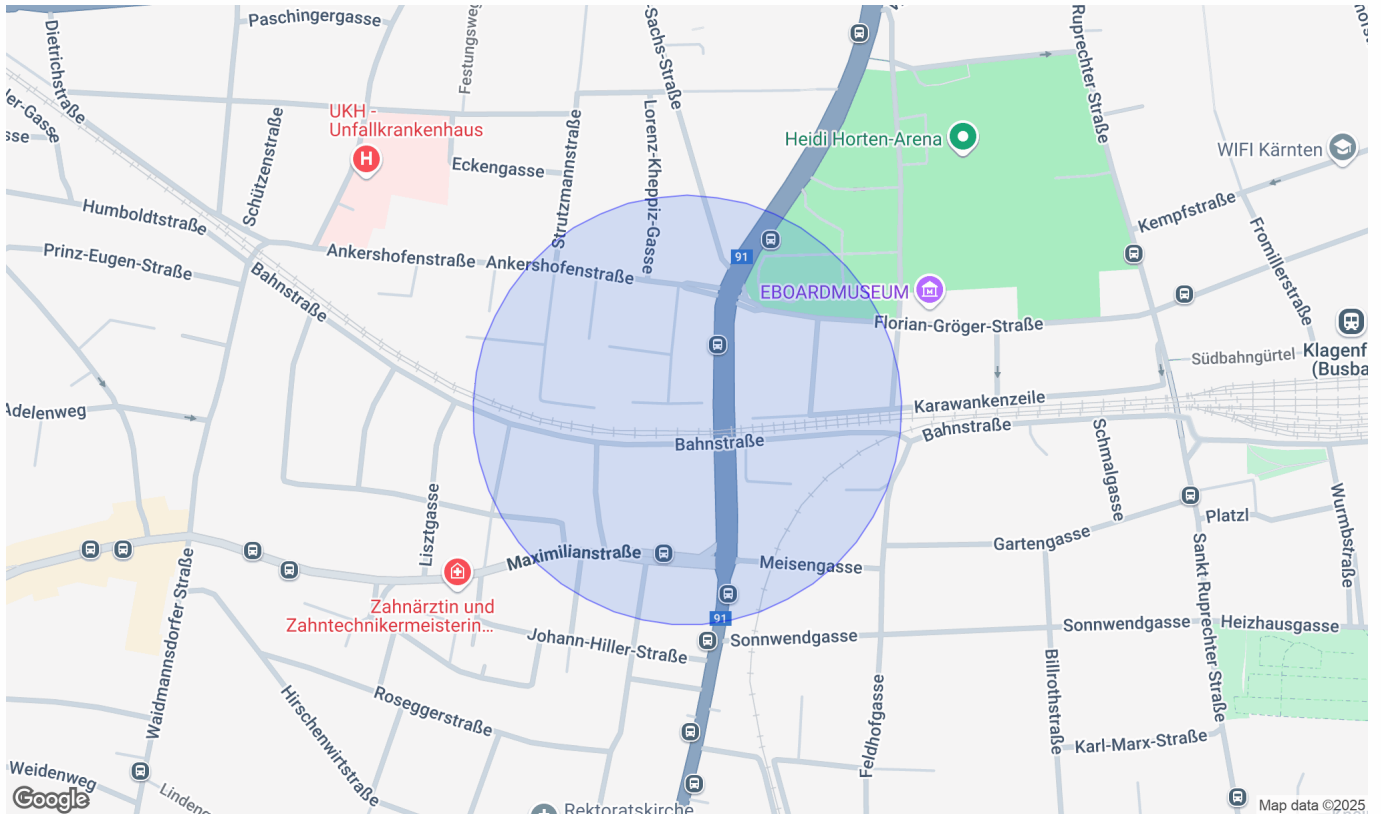 Paschingergasse
Dietrichstraße
Festungsweg
-Sachs-Straße
Ruprechter Straße
ler-Gasse
sse
UKH -
Unfallkrankenhaus
H
Eckengasse
Schützenstraße
Strutzmannstraße
Lorenz-Kheppiz-Gasse
Heidi Horten-Arena
WIFI Kärnten
Kempfstraße
Fromillerstraße
Humboldtstraße
Prinz-Eugen-Straße
Ankershofenstraße
Ankershofenstraße
91
Bahnstraße
EBOARDMUSEUM
Florian-Gröger-Straße
Südbahngürtel
Klagenf
(Busba
Adelenweg
Karawankenzeile
Bahnstraße
Bahnstraße
Schmalgasse
Lisztgasse
Wurmbstraße
Platzl
Gartengasse
Maximilianstraße
Meisengasse
Waidmannsdorfer Straße
Zahnärztin und
Zahntechnikermeisterin...
91
Johann-Hiller-Straße
Sonnwendgasse
Sonnwendgasse
Heizhausgasse
Sankt Ruprechter Straße
Billrothstraße
Feldhofgasse
Hirschenwirtstraße
Roseggerstraße
Karl-Marx-Straße
Weidenweg
Lindene
Google
Rektoratskirche
Map data ©2025